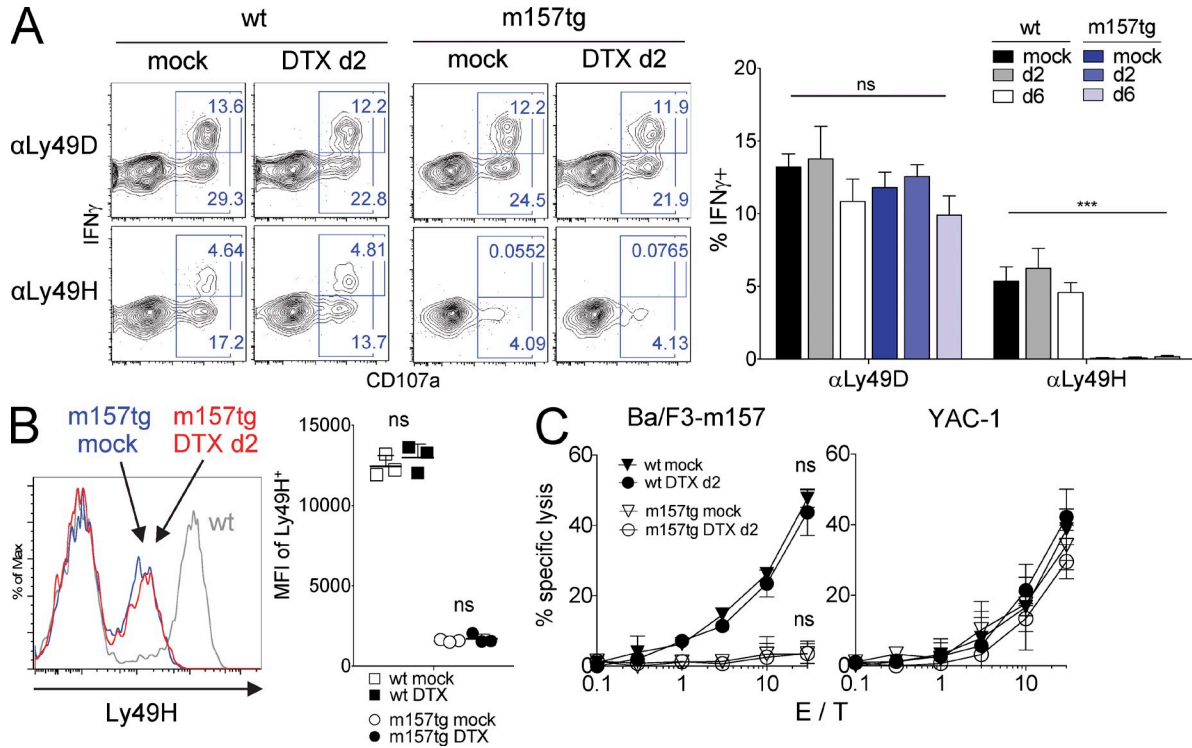 A
wt
m157tg
mock
DTX d2
mock
DTX d2
αLy49D
13.6
12.2
12.2
11.9
29.3
22.8
24.5
21.9
IFNγ
αLy49H
4.64
4.81
0.0552
0.0765
17.2
13.7
4.09
4.13
CD107a
wt
m157tg
mock
mock
d2
d2
d6
d6
% IFNγ+
20
15
10
5
0
ns
***
αLy49D
αLy49H
B
m157tg
mock
m157tg
DTX d2
wt
% of Max
Ly49H
MFI of Ly49H+
15000
10000
5000
0
ns
ns
wt mock
wt DTX
m157tg mock
m157tg DTX
C
Ba/F3-m157
YAC-1
wt mock
wt DTX d2
m157tg mock
m157tg DTX d2
ns
ns
% specific lysis
60
40
20
0
0.1
1
10
60
40
20
0
0.1
1
10
E / T